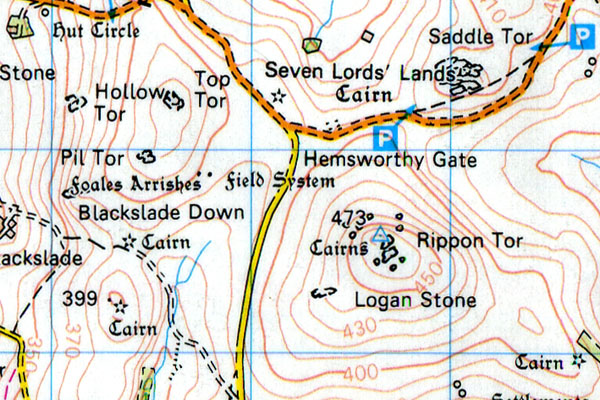 Hut Circle
Saddle Tor
P
Stone
Seven Lords' Lands
Hollow
Tor
Top
Tor
Cairn
P
Pil Tor
Hemsworthy Gate
Foales Arrishes
Field System
Blackslade Down
473
Cairn
Cairns
Rippon Tor
ackslade
450
399
Logan Stone
Cairn
430
350
370
Cairn
400